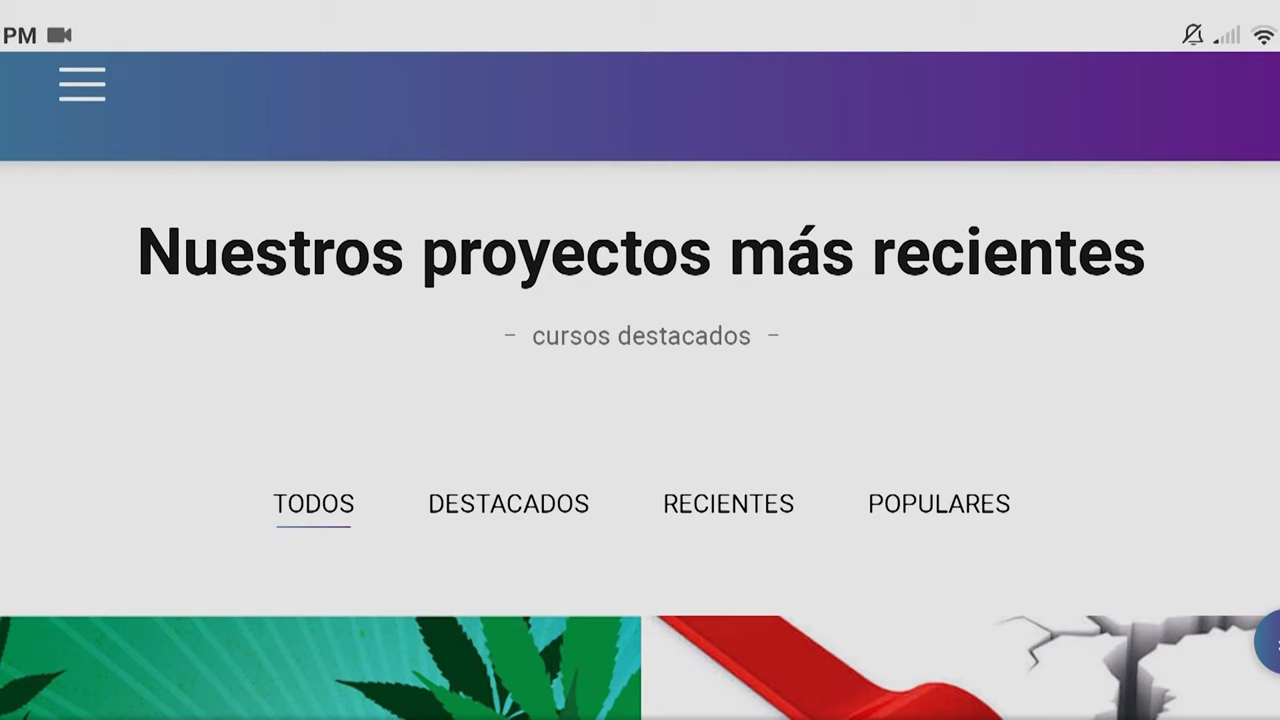 PM
Nuestros proyectos más recientes
- cursos destacados -
TODOS DESTACADOS RECIENTES POPULARES